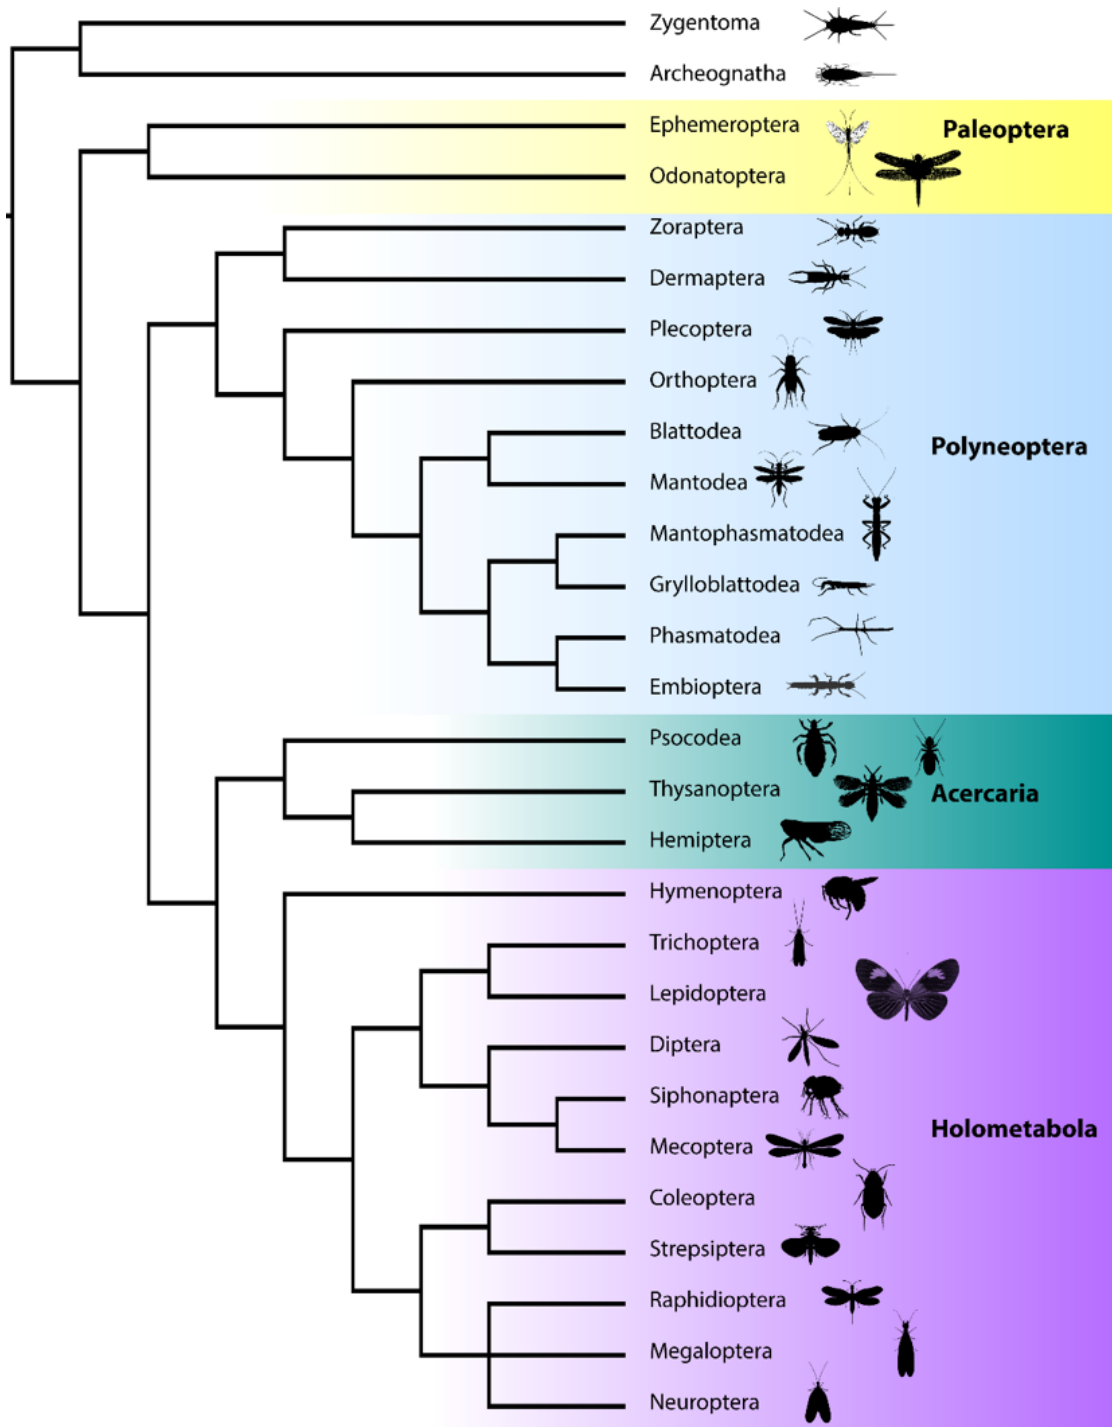 Zygentoma
Archeognatha
Ephemeroptera
Paleoptera
Odonatoptera
Zoraptera
Dermaptera
Plecoptera
Orthoptera
Blattodea
Polyneoptera
Mantodea
Mantophasmatodea
Grylloblattodea
Phasmatodea
Embioptera
Psocodea
Thysanoptera
Acercaria
Hemiptera
Hymenoptera
Trichoptera
Lepidoptera
Diptera
Siphonaptera
Holometabola
Mecoptera
Coleoptera
Strepsiptera
Raphidioptera
Megaloptera
Neuroptera